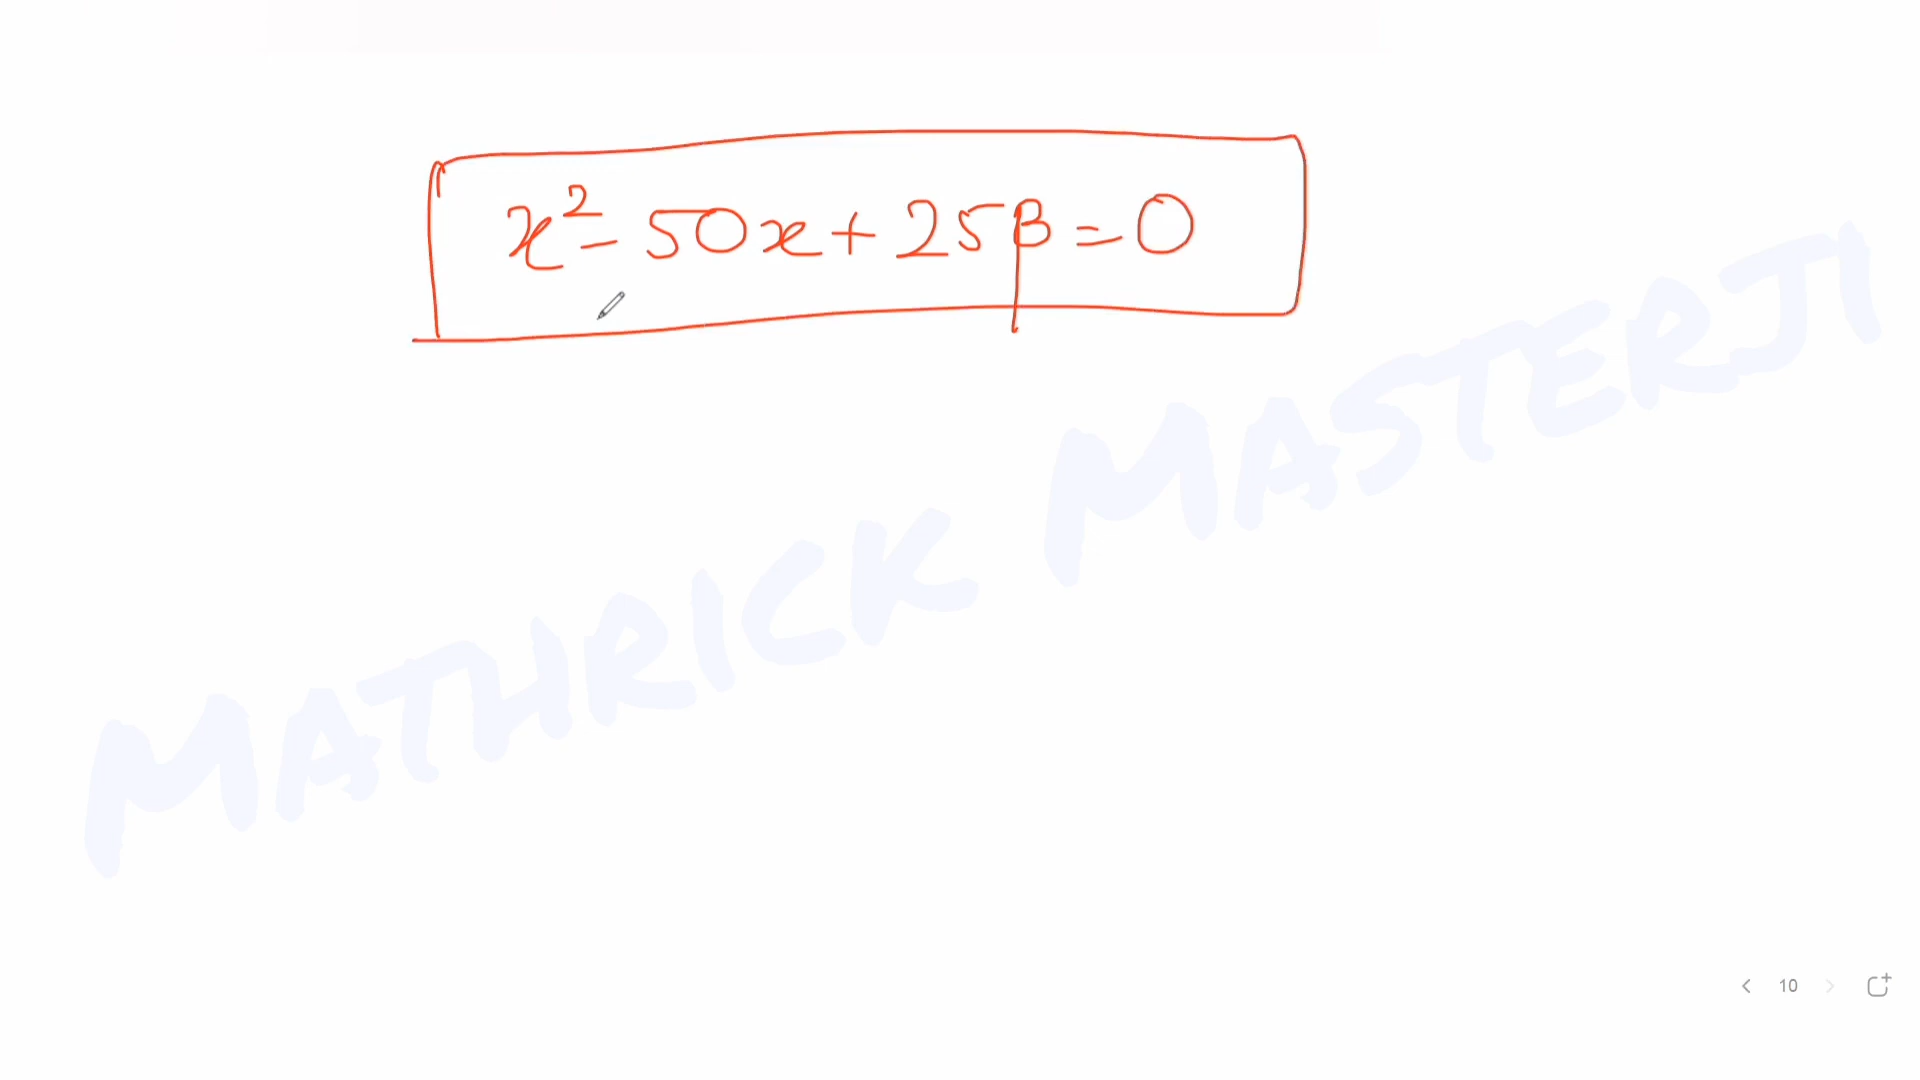 x² - 50x + 25β = 0
MATHRICK MASTERJI
< 10 >